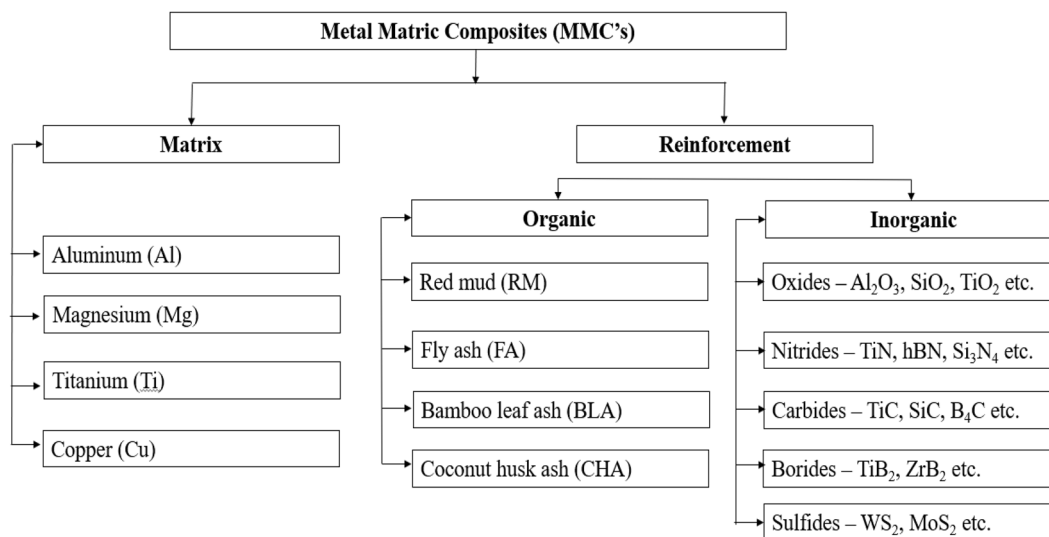 Metal Matric Composites (MMC’s)
Matrix
Reinforcement
Organic
Inorganic
Aluminum (Al)
Magnesium (Mg)
Titanium (Ti)
Copper (Cu)
Red mud (RM)
Fly ash (FA)
Bamboo leaf ash (BLA)
Coconut husk ash (CHA)
Oxides – Al₂O₃, SiO₂, TiO₂ etc.
Nitrides – TiN, hBN, Si₃N₄ etc.
Carbides – TiC, SiC, B₄C etc.
Borides – TiB₂, ZrB₂ etc.
Sulfides – WS₂, MoS₂ etc.